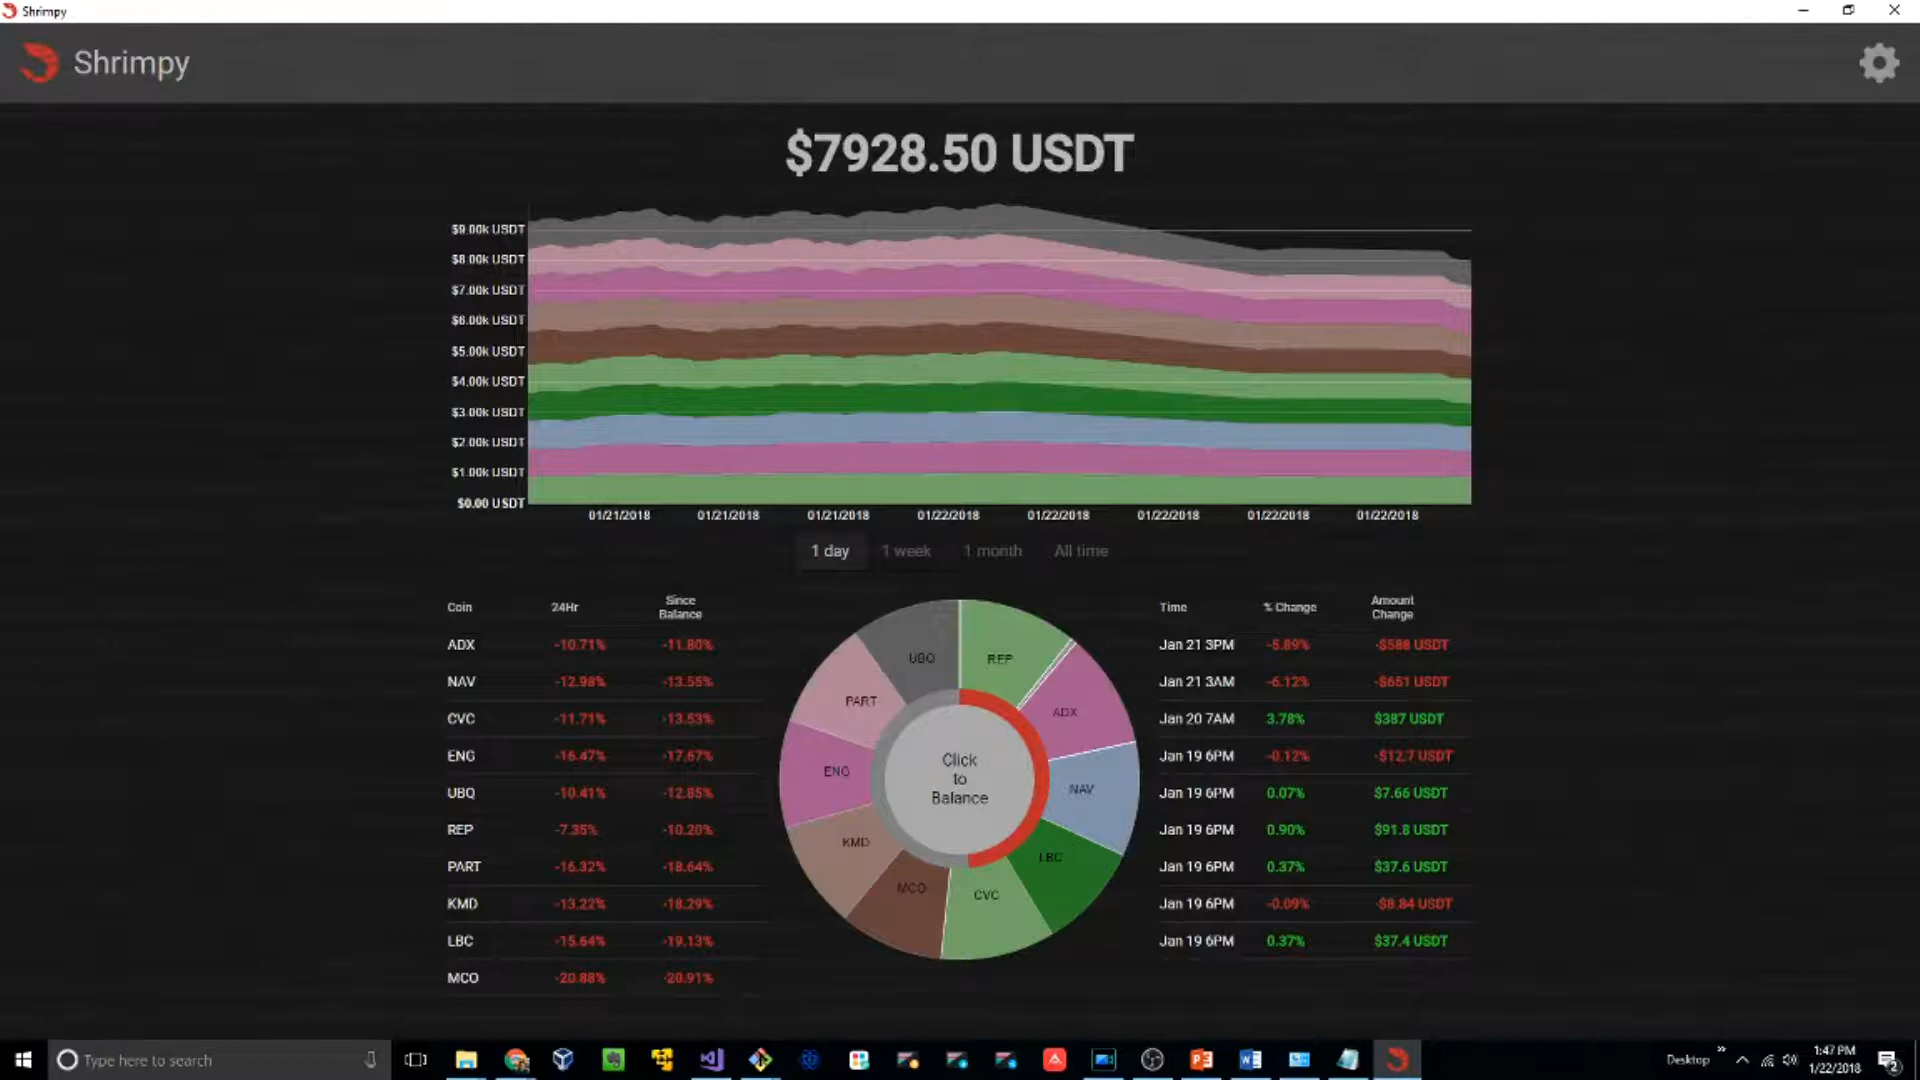 Shrimpy
Shrimpy
$7928.50 USDT
$9.00k USDT
$8.00k USDT
$7.00k USDT
$6.00k USDT
$5.00k USDT
$4.00k USDT
$3.00k USDT
$2.00k USDT
$1.00k USDT
$0.00 USDT
01/21/2018 01/21/2018 01/21/2018 01/22/2018 01/22/2018 01/22/2018 01/22/2018 01/22/2018
1 day 1 week 1 month All time
Coin 24Hr Since Balance
ADX -10.71% -11.80%
NAV -12.98% -13.55%
CVC -11.71% -13.53%
ENG -16.47% -17.67%
UBQ -10.41% -12.85%
REP -7.35% -10.20%
PART -16.32% -18.64%
KMD -13.22% -18.29%
LBC -15.64% -19.13%
MCO -20.88% -20.91%
UBQ REP
PART ADX
ENG NAV
KMD LBC
MCO CVC
Click
to
Balance
Time % Change Amount Change
Jan 21 3PM -5.89% -$588 USDT
Jan 21 3AM -6.12% -$651 USDT
Jan 20 7AM 3.78% $387 USDT
Jan 19 6PM -0.12% -$12.7 USDT
Jan 19 6PM 0.07% $7.66 USDT
Jan 19 6PM 0.90% $91.8 USDT
Jan 19 6PM 0.37% $37.6 USDT
Jan 19 6PM -0.09% -$8.84 USDT
Jan 19 6PM 0.37% $37.4 USDT
Type here to search
Desktop
1:47 PM
1/22/2018
2